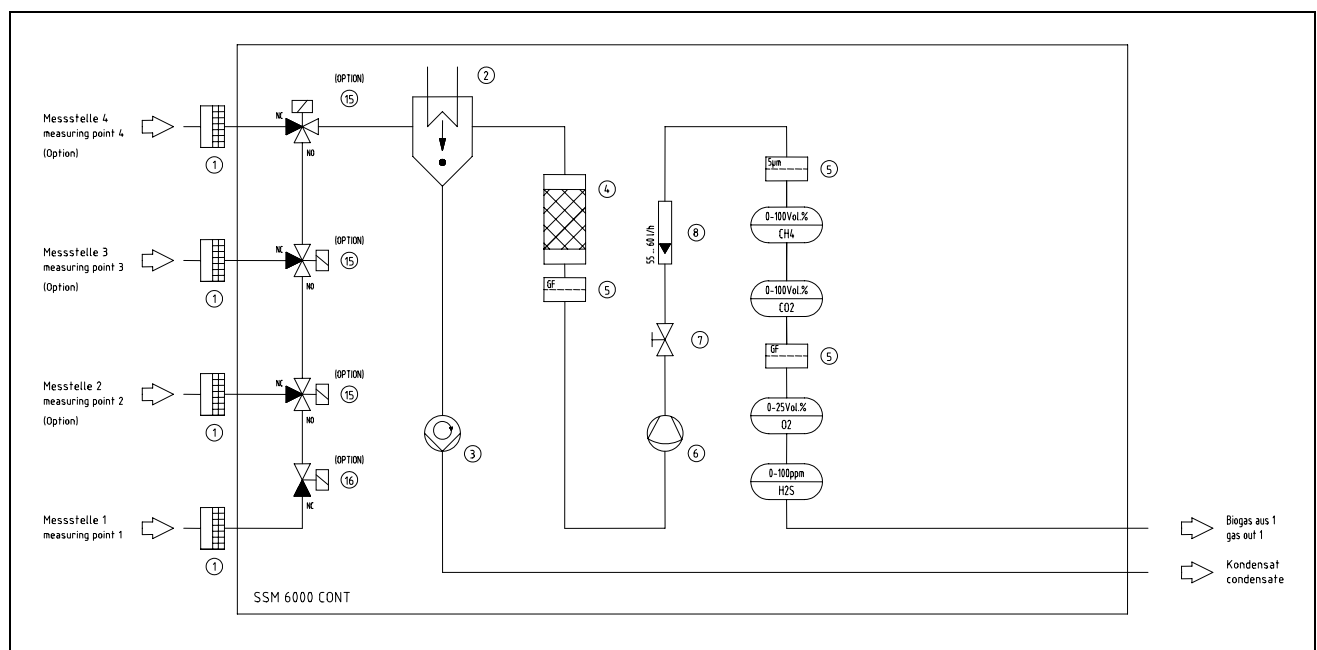 Messstelle 4
measuring point 4
(Option)
1
NC
NO
(OPTION)
15
2
Messstelle 3
measuring point 3
(Option)
1
NC
NO
(OPTION)
15
Messtelle 2
measuring point 2
(Option)
1
NC
NO
(OPTION)
15
(OPTION)
16
NC
Messstelle 1
measuring point 1
1
3
4
GF
5
55 ... 60 l/h
8
7
6
5µm
5
0-100Vol.%
CH4
0-100Vol.%
CO2
GF
5
0-25Vol.%
O2
0-100ppm
H2S
Biogas aus 1
gas out 1
Kondensat
condensate
SSM 6000 CONT